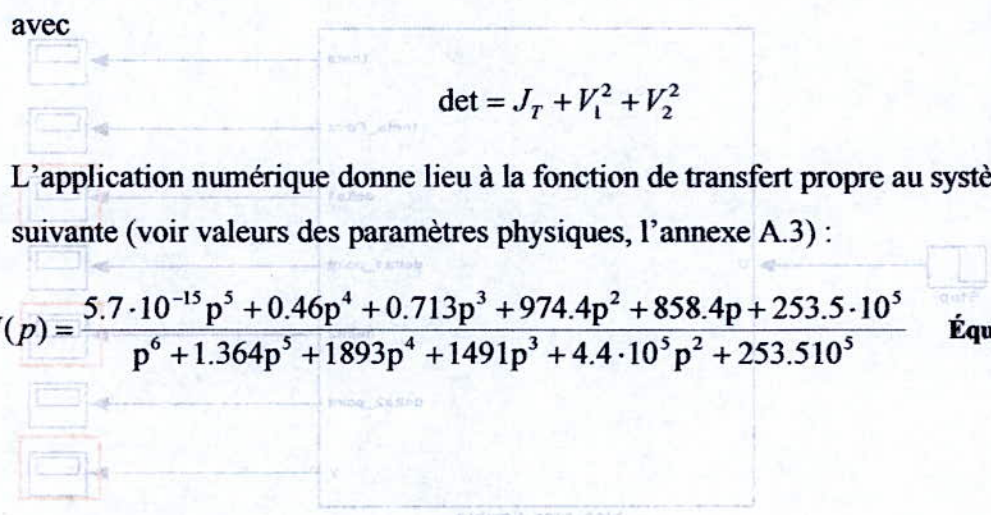 avec
det = J_T + V_1^2 + V_2^2
L'application numérique donne lieu à la fonction de transfert propre au systè
suivante (voir valeurs des paramètres physiques, l'annexe A.3) :
(p) = \frac{5.7 · 10^{-15} p^5 + 0.46p^4 + 0.713p^3 + 974.4p^2 + 858.4p + 253.5 · 10^5}{p^6 + 1.364p^5 + 1893p^4 + 1491p^3 + 4.4 · 10^5 p^2 + 253.510^5} Équ